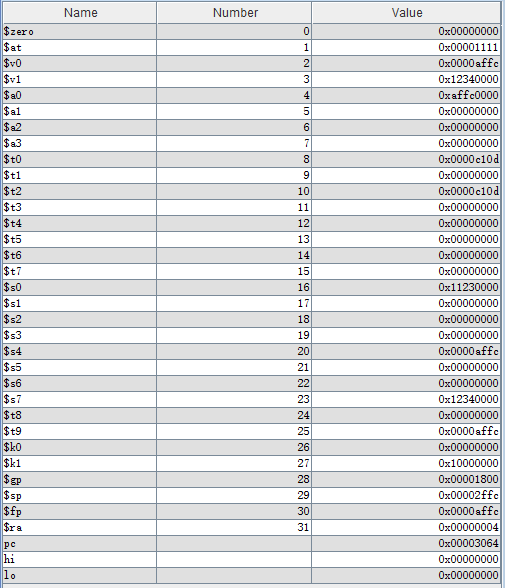 Name Number Value
$zero 0 0x00000000
$at 1 0x00001111
$v0 2 0x0000affc
$v1 3 0x12340000
$a0 4 0xaffc0000
$a1 5 0x00000000
$a2 6 0x00000000
$a3 7 0x00000000
$t0 8 0x0000c10d
$t1 9 0x00000000
$t2 10 0x0000c10d
$t3 11 0x00000000
$t4 12 0x00000000
$t5 13 0x00000000
$t6 14 0x00000000
$t7 15 0x00000000
$s0 16 0x11230000
$s1 17 0x00000000
$s2 18 0x00000000
$s3 19 0x00000000
$s4 20 0x0000affc
$s5 21 0x00000000
$s6 22 0x00000000
$s7 23 0x12340000
$t8 24 0x00000000
$t9 25 0x0000affc
$k0 26 0x00000000
$k1 27 0x10000000
$gp 28 0x00001800
$sp 29 0x00002ffc
$fp 30 0x0000affc
$ra 31 0x00000004
pc 0x00003064
hi 0x00000000
lo 0x00000000